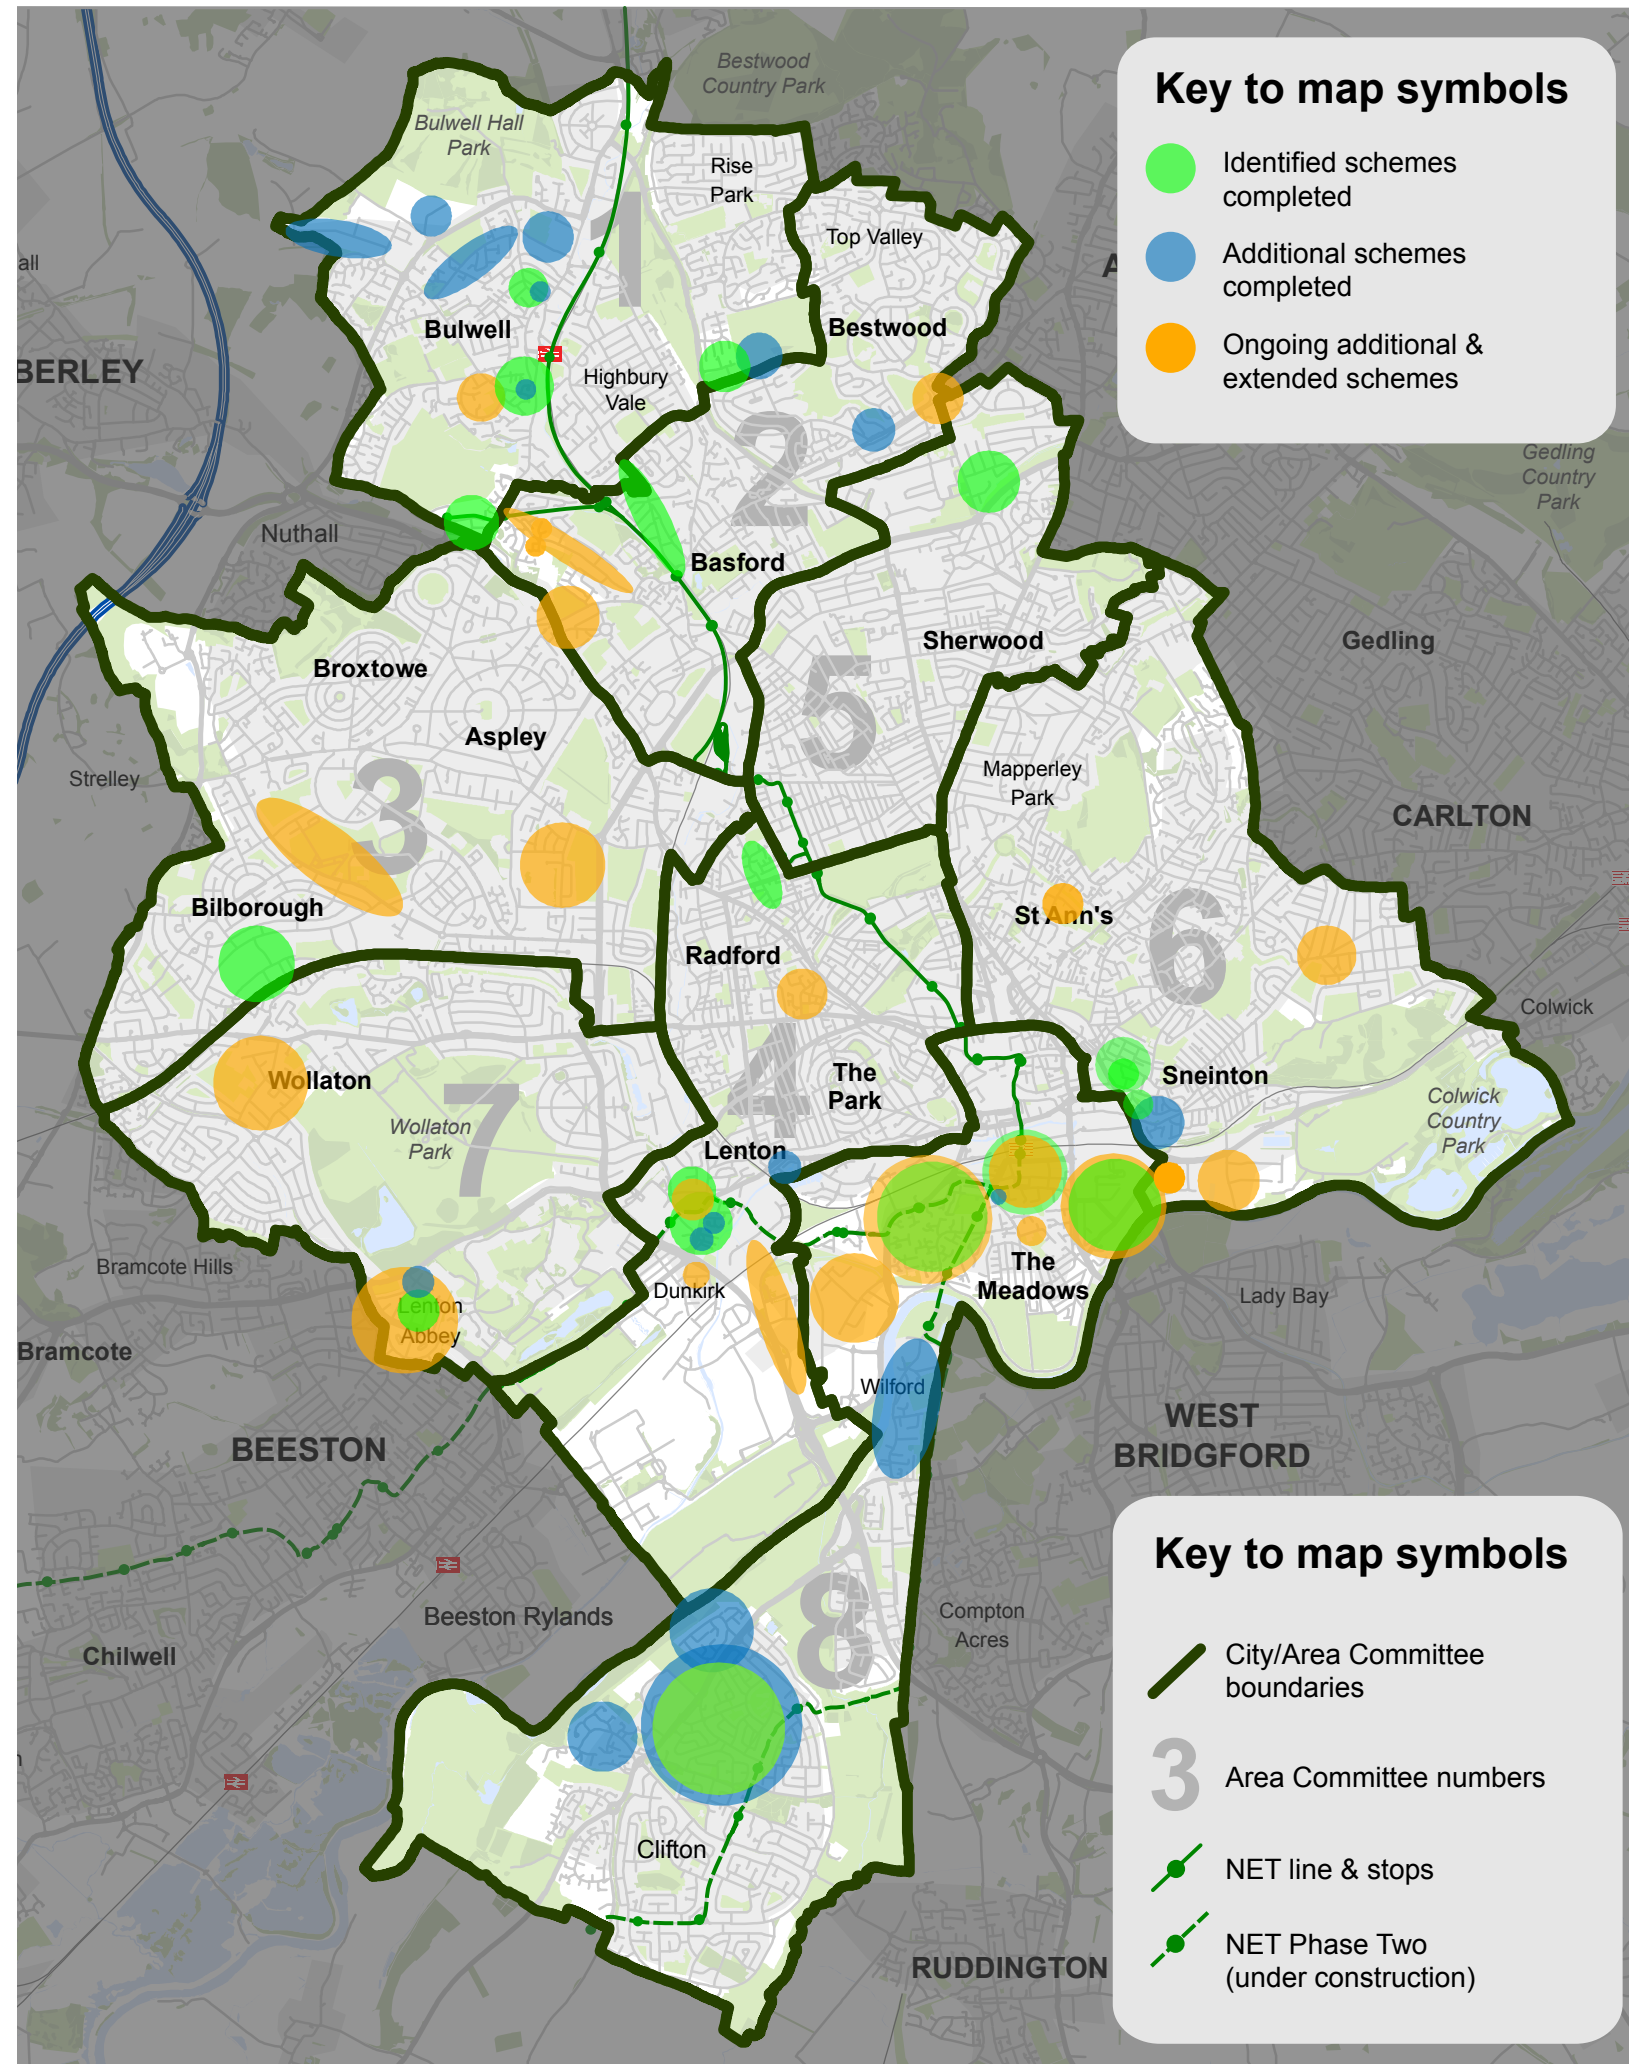 Key to map symbols
Identified schemes
completed
Additional schemes
completed
Ongoing additional &
extended schemes
Bestwood
Country Park
Bulwell Hall
Park
Rise
Park
1
Top Valley
all
A
Bulwell
Bestwood
BERLEY
Highbury
Vale
2
Gedling
Country
Park
Nuthall
Basford
Sherwood
Gedling
Broxtowe
5
Aspley
Strelley
Mapperley
Park
3
CARLTON
Bilborough
St Ann's
6
Radford
Colwick
4
The
Park
Sneinton
Wollaton
7
Wollaton
Park
Colwick
Country
Park
Lenton
Bramcote Hills
The
Meadows
Dunkirk
Lady Bay
Lenton
Abbey
Bramcote
Wilford
WEST
BRIDGFORD
BEESTON
8
Beeston Rylands
Compton
Acres
Chilwell
Clifton
RUDDINGTON
Key to map symbols
City/Area Committee
boundaries
3
Area Committee numbers
NET line & stops
NET Phase Two
(under construction)